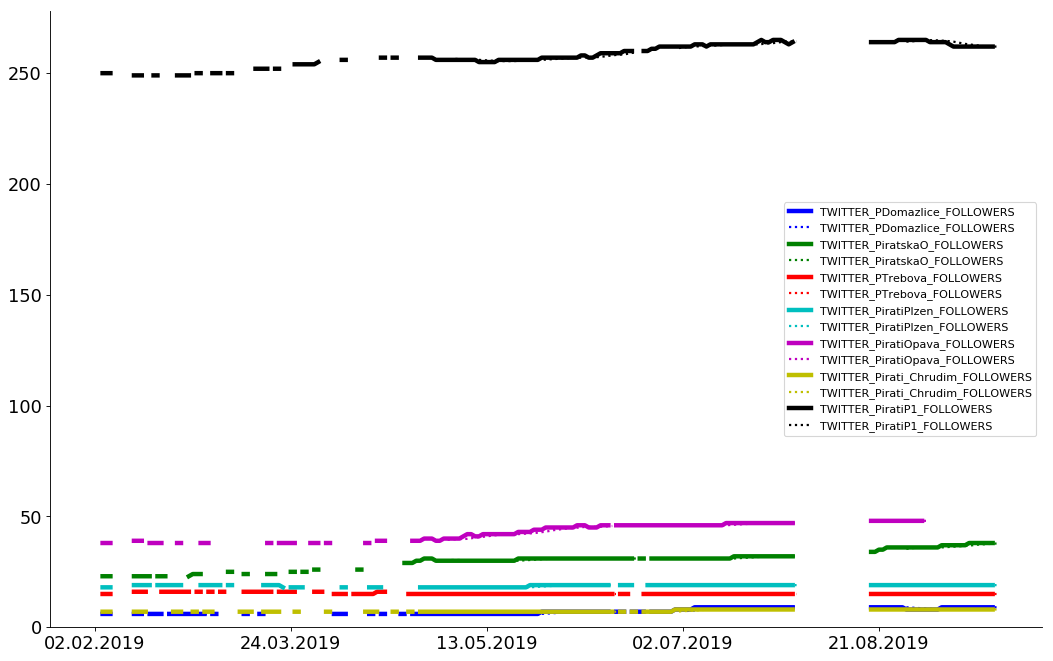 250
200
150
100
50
0
02.02.2019 24.03.2019 13.05.2019 02.07.2019 21.08.2019
TWITTER_PDomazlice_FOLLOWERS
TWITTER_PDomazlice_FOLLOWERS
TWITTER_PiratskaO_FOLLOWERS
TWITTER_PiratskaO_FOLLOWERS
TWITTER_PTrebova_FOLLOWERS
TWITTER_PTrebova_FOLLOWERS
TWITTER_PiratiPlzen_FOLLOWERS
TWITTER_PiratiPlzen_FOLLOWERS
TWITTER_PiratiOpava_FOLLOWERS
TWITTER_PiratiOpava_FOLLOWERS
TWITTER_Pirati_Chrudim_FOLLOWERS
TWITTER_Pirati_Chrudim_FOLLOWERS
TWITTER_PiratiP1_FOLLOWERS
TWITTER_PiratiP1_FOLLOWERS